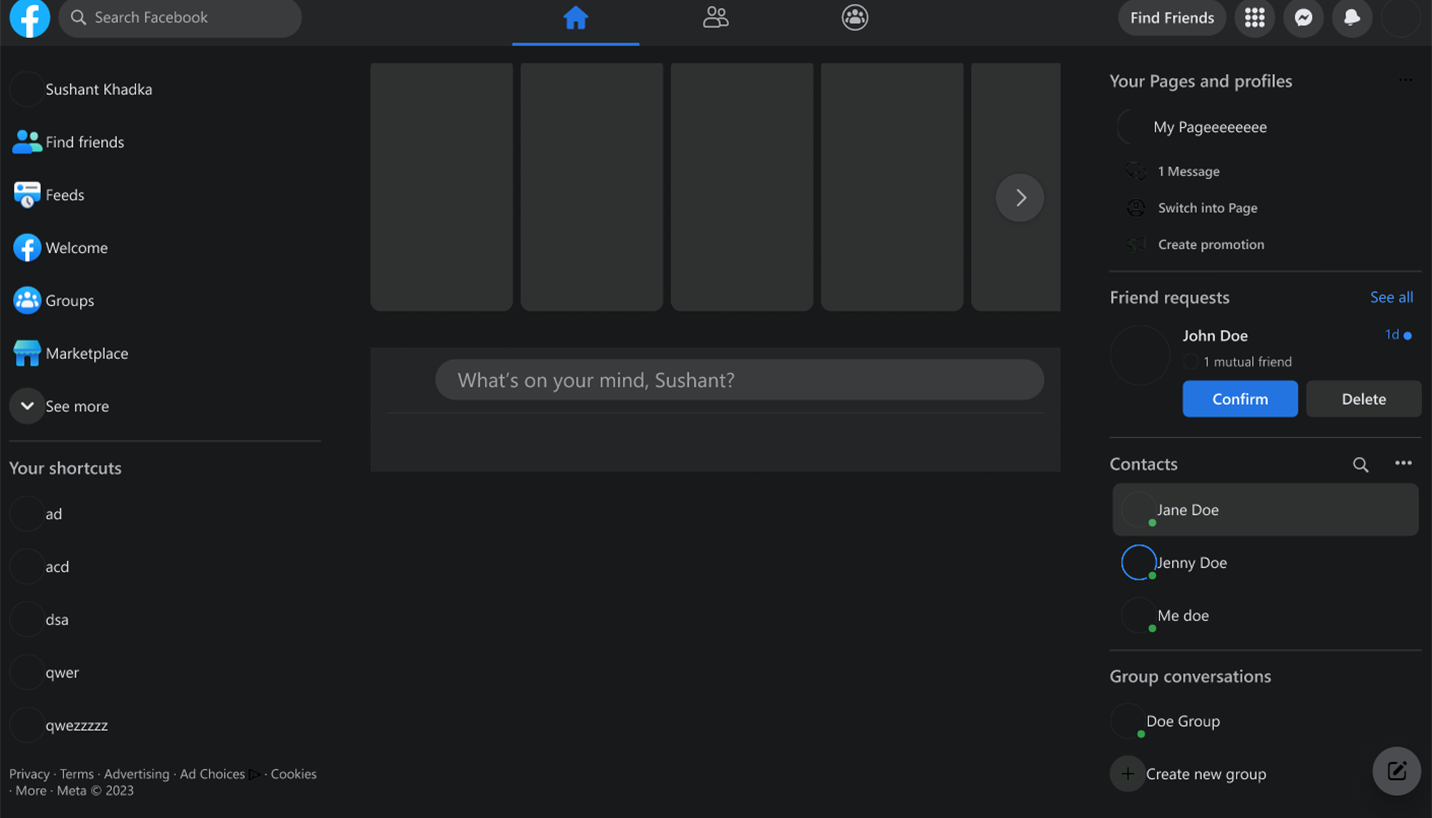 Search Facebook
Find Friends
Sushant Khadka
Find friends
Feeds
Welcome
Groups
Marketplace
See more
Your shortcuts
ad
acd
dsa
qwer
qwezzzzz
Privacy · Terms · Advertising · Ad Choices · Cookies
· More · Meta © 2023
What's on your mind, Sushant?
Your Pages and profiles
My Pageeeeeeee
1 Message
Switch into Page
Create promotion
Friend requests See all
John Doe 1d
1 mutual friend
Confirm Delete
Contacts
Jane Doe
Jenny Doe
Me doe
Group conversations
Doe Group
Create new group